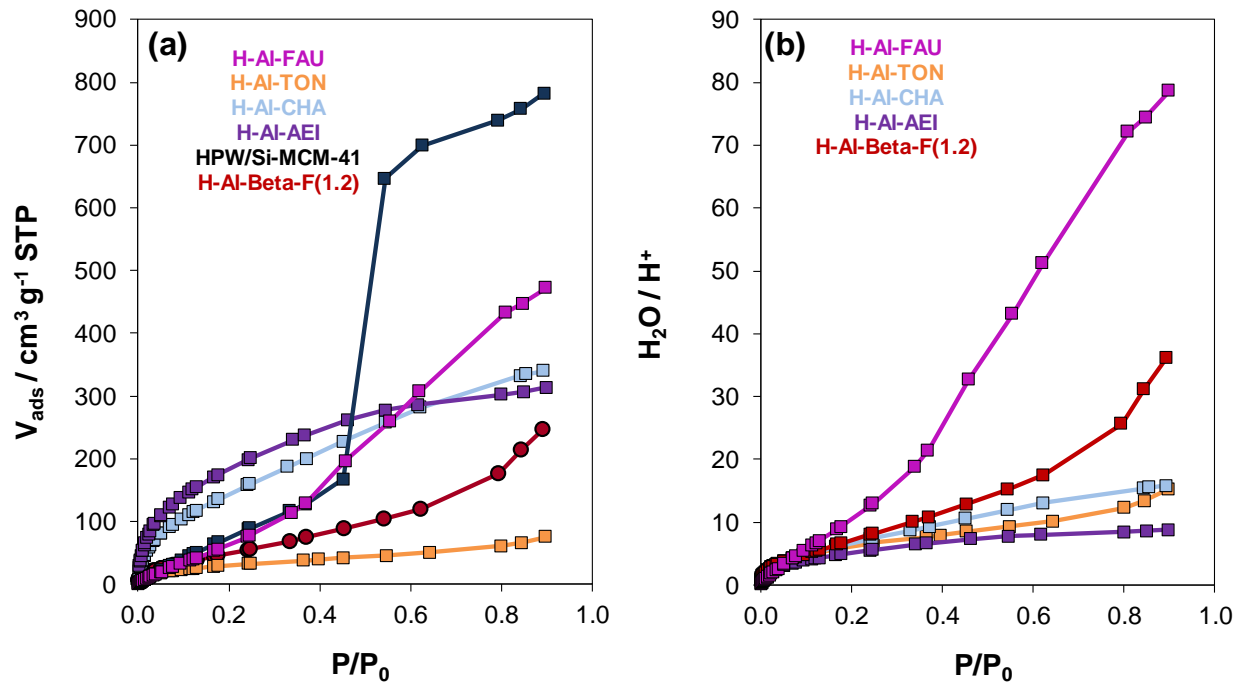 (a)
H-Al-FAU
H-Al-TON
H-Al-CHA
H-Al-AEI
HPW/Si-MCM-41
H-Al-Beta-F(1.2)
900
800
700
600
500
400
300
200
100
0
V_ads / cm³ g⁻¹ STP
0.0 0.2 0.4 0.6 0.8 1.0
P/P₀
(b)
H-Al-FAU
H-Al-TON
H-Al-CHA
H-Al-AEI
H-Al-Beta-F(1.2)
90
80
70
60
50
40
30
20
10
0
H₂O / H⁺
0.0 0.2 0.4 0.6 0.8 1.0
P/P₀